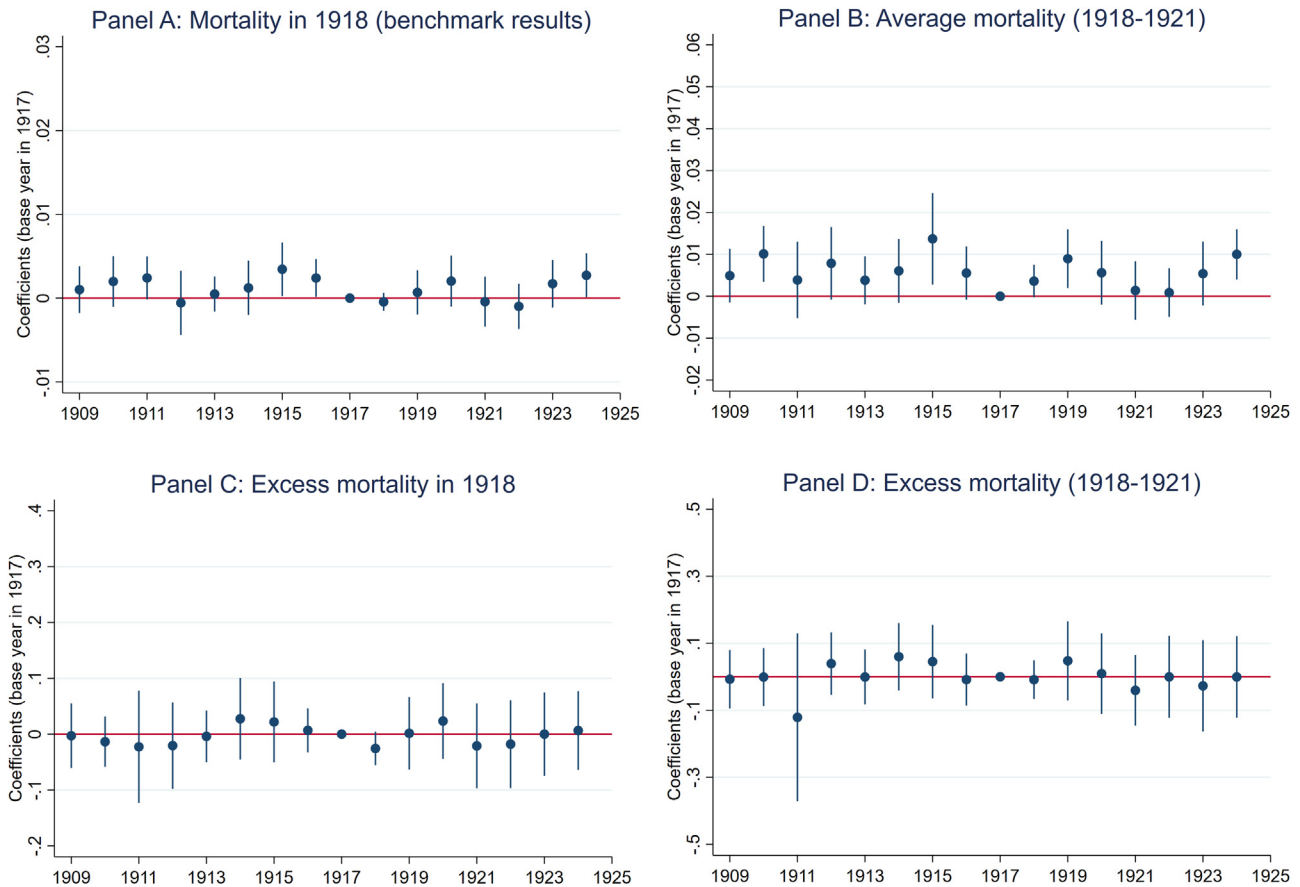 Panel A: Mortality in 1918 (benchmark results)
Coefficients (base year in 1917)
.03
.02
.01
0
-.01
1909 1911 1913 1915 1917 1919 1921 1923 1925
Panel B: Average mortality (1918-1921)
Coefficients (base year in 1917)
.06
.05
.04
.03
.02
.01
0
-.01
-.02
1909 1911 1913 1915 1917 1919 1921 1923 1925
Panel C: Excess mortality in 1918
Coefficients (base year in 1917)
.4
.3
.2
.1
0
-.1
-.2
1909 1911 1913 1915 1917 1919 1921 1923 1925
Panel D: Excess mortality (1918-1921)
Coefficients (base year in 1917)
.5
.3
.1
-.1
-.3
-.5
1909 1911 1913 1915 1917 1919 1921 1923 1925